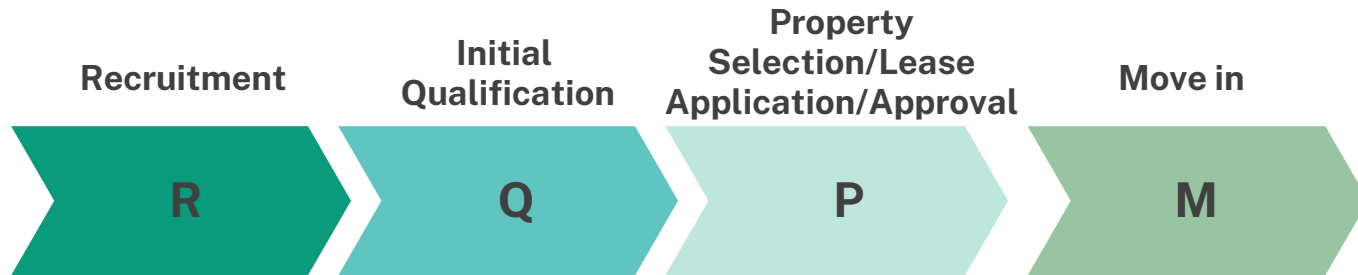 Recruitment
Initial
Qualification
Property
Selection/Lease
Application/Approval
Move in
R
Q
P
M